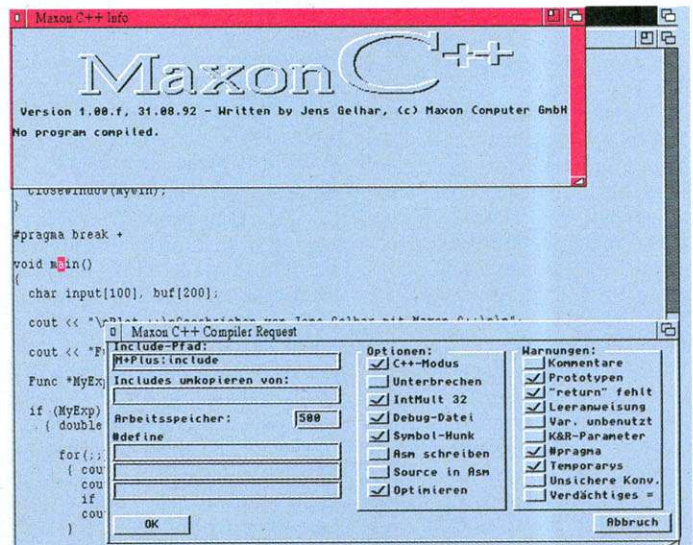 Maxon C++ Info
Maxon C++
Version 1.00.f, 31.08.92 - Written by Jens Gelhar, (c) Maxon Computer GmbH
No program compiled.
CloseWindow(MyWin);
}
#pragma break +
void main()
{
char input[100], buf[200];
cout <<
cout << "F
Func *MyExp
if (MyExp)
{ double
for(;;
{ cou
cou
if
cou
}
Maxon C++ Compiler Request
Include-Pfad:
M+Plus:include
Includes umkopieren von:
Arbeitsspeicher: 500
#define
OK
Optionen:
C++-Modus
Unterbrechen
IntMult 32
Debug-Datei
Symbol-Hunk
Asm schreiben
Source in Asm
Optimieren
Warnungen:
Kommentare
Prototypen
"return" fehlt
Leeranweisung
Var. unbenutzt
K&R-Parameter
#pragma
Temporarys
Unsichere Konv.
Verdächtiges =
Abbruch